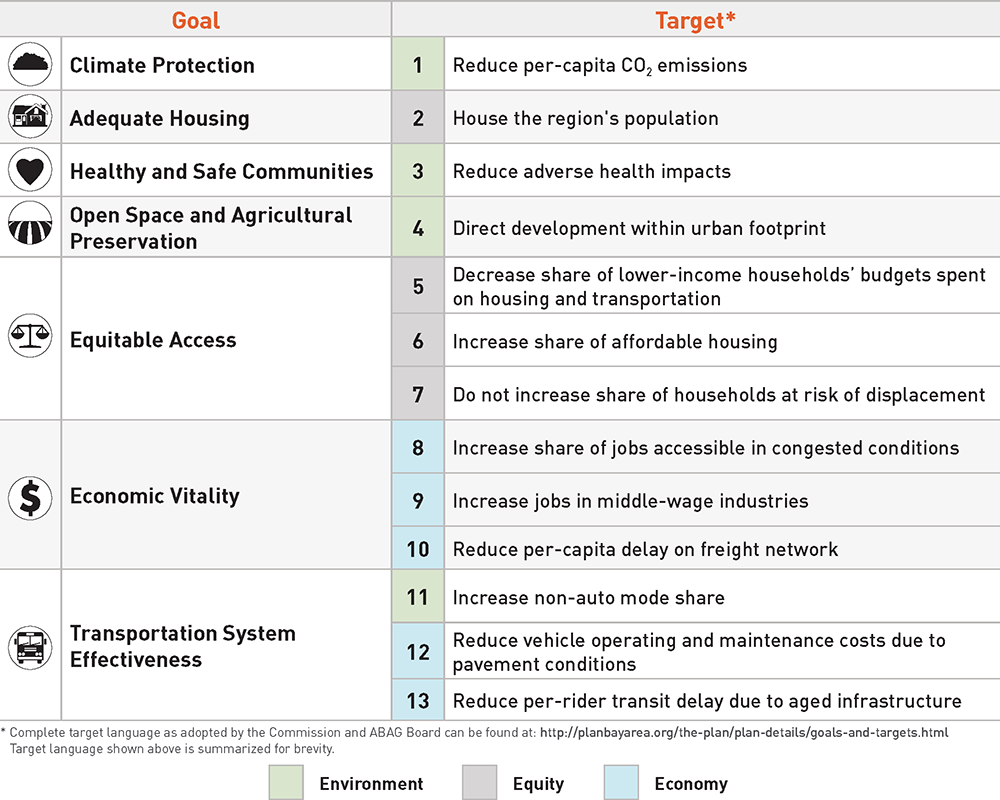 Goal Target*
Climate Protection 1 Reduce per-capita CO₂ emissions
Adequate Housing 2 House the region's population
Healthy and Safe Communities 3 Reduce adverse health impacts
Open Space and Agricultural
Preservation
4 Direct development within urban footprint
Equitable Access
5 Decrease share of lower-income households’ budgets spent
on housing and transportation
6 Increase share of affordable housing
7 Do not increase share of households at risk of displacement
Economic Vitality
8 Increase share of jobs accessible in congested conditions
9 Increase jobs in middle-wage industries
10 Reduce per-capita delay on freight network
Transportation System
Effectiveness
11 Increase non-auto mode share
12 Reduce vehicle operating and maintenance costs due to
pavement conditions
13 Reduce per-rider transit delay due to aged infrastructure
* Complete target language as adopted by the Commission and ABAG Board can be found at: http://planbayarea.org/the-plan/plan-details/goals-and-targets.html
Target language shown above is summarized for brevity.
Environment Equity Economy